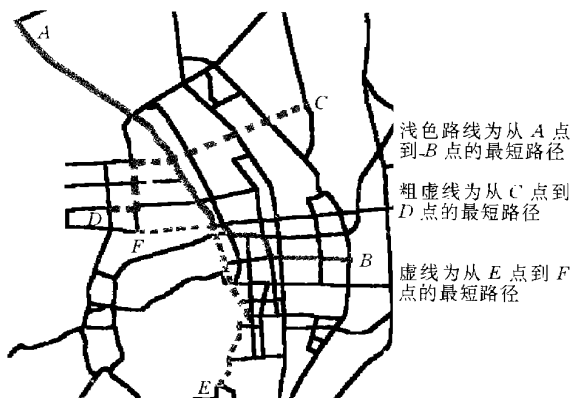 A
C
浅色路线为从 A 点
到 B 点的最短路径
粗虚线为从 C 点到
D 点的最短路径
D
F
B
虚线为从 E 点到 F
点的最短路径
E